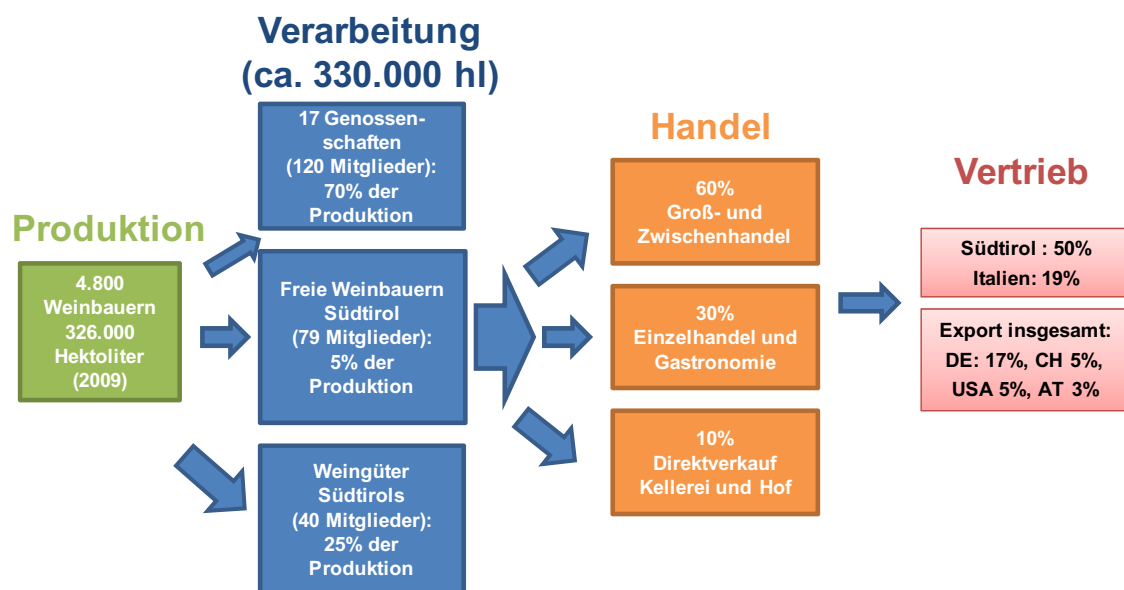 Produktion
4.800
Weinbauern
326.000
Hektoliter
(2009)
Verarbeitung
(ca. 330.000 hl)
17 Genossen-
schaften
(120 Mitglieder):
70% der
Produktion
Freie Weinbauern
Südtirol
(79 Mitglieder):
5% der
Produktion
Weingüter
Südtirols
(40 Mitglieder):
25% der
Produktion
Handel
60%
Groß- und
Zwischenhandel
30%
Einzelhandel und
Gastronomie
10%
Direktverkauf
Kellerei und Hof
Vertrieb
Südtirol : 50%
Italien: 19%
Export insgesamt:
DE: 17%, CH 5%,
USA 5%, AT 3%